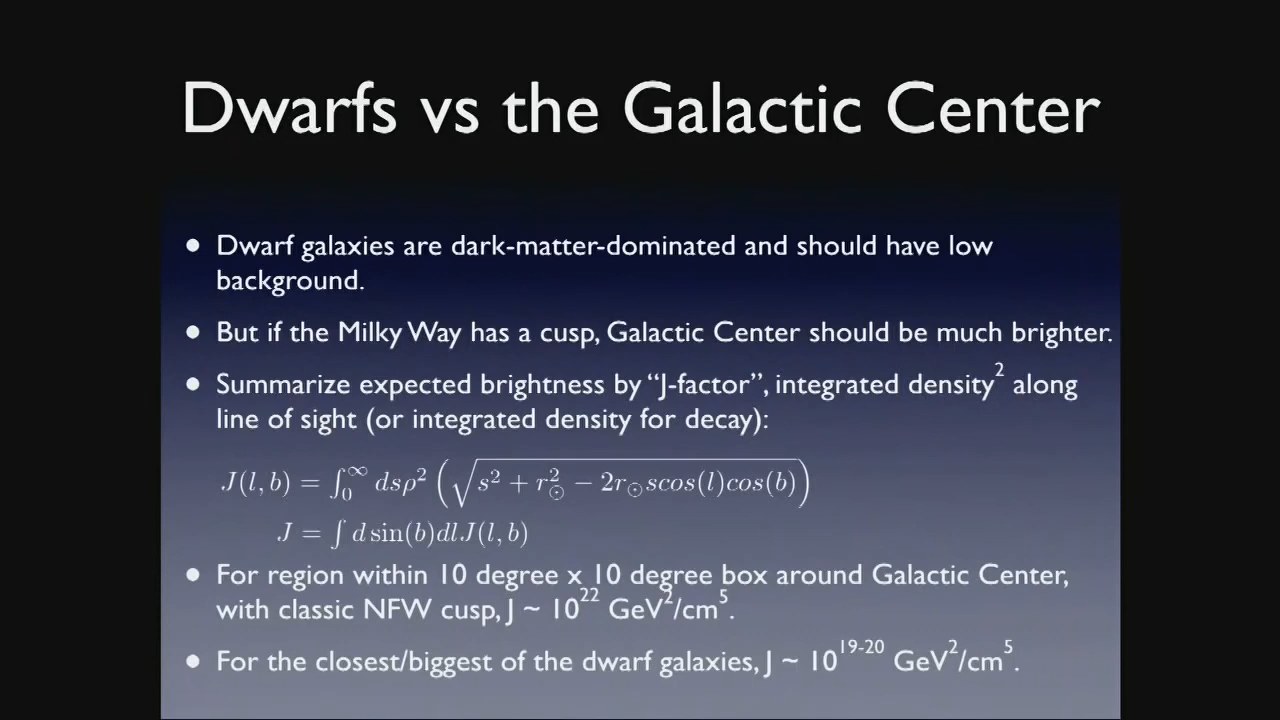 Dwarfs vs the Galactic Center
• Dwarf galaxies are dark-matter-dominated and should have low
background.
• But if the Milky Way has a cusp, Galactic Center should be much brighter.
• Summarize expected brightness by “J-factor”, integrated density² along
line of sight (or integrated density for decay):
J(l, b) = ∫₀^∞ dsρ² (√(s² + r⊙² − 2r⊙scos(l)cos(b)))
J = ∫ d sin(b)dlJ(l, b)
• For region within 10 degree x 10 degree box around Galactic Center,
with classic NFW cusp, J ~ 10²² GeV²/cm⁵.
• For the closest/biggest of the dwarf galaxies, J ~ 10¹⁹⁻²⁰ GeV²/cm⁵.